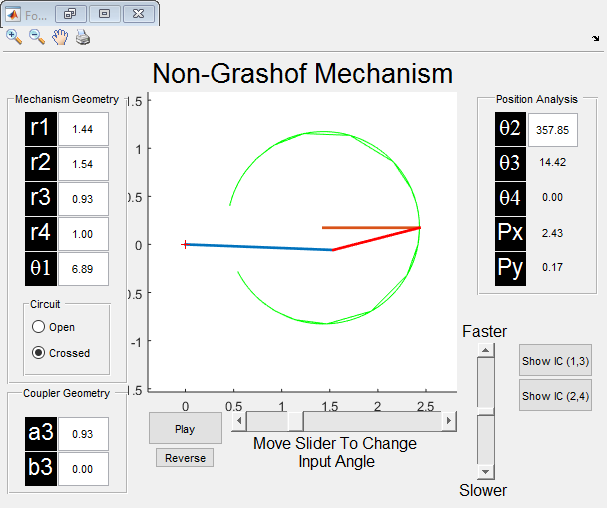 Fo...
Non-Grashof Mechanism
Mechanism Geometry
r1 1.44
r2 1.54
r3 0.93
r4 1.00
θ1 6.89
Circuit
Open
Crossed
Coupler Geometry
a3 0.93
b3 0.00
1.5
1
0.5
0
0.5
-1
1.5
0 0.5 1 1.5 2 2.5
Play
Reverse
Move Slider To Change
Input Angle
Position Analysis
θ2 357.85
θ3 14.42
θ4 0.00
Px 2.43
Py 0.17
Faster
Slower
Show IC (1,3)
Show IC (2,4)